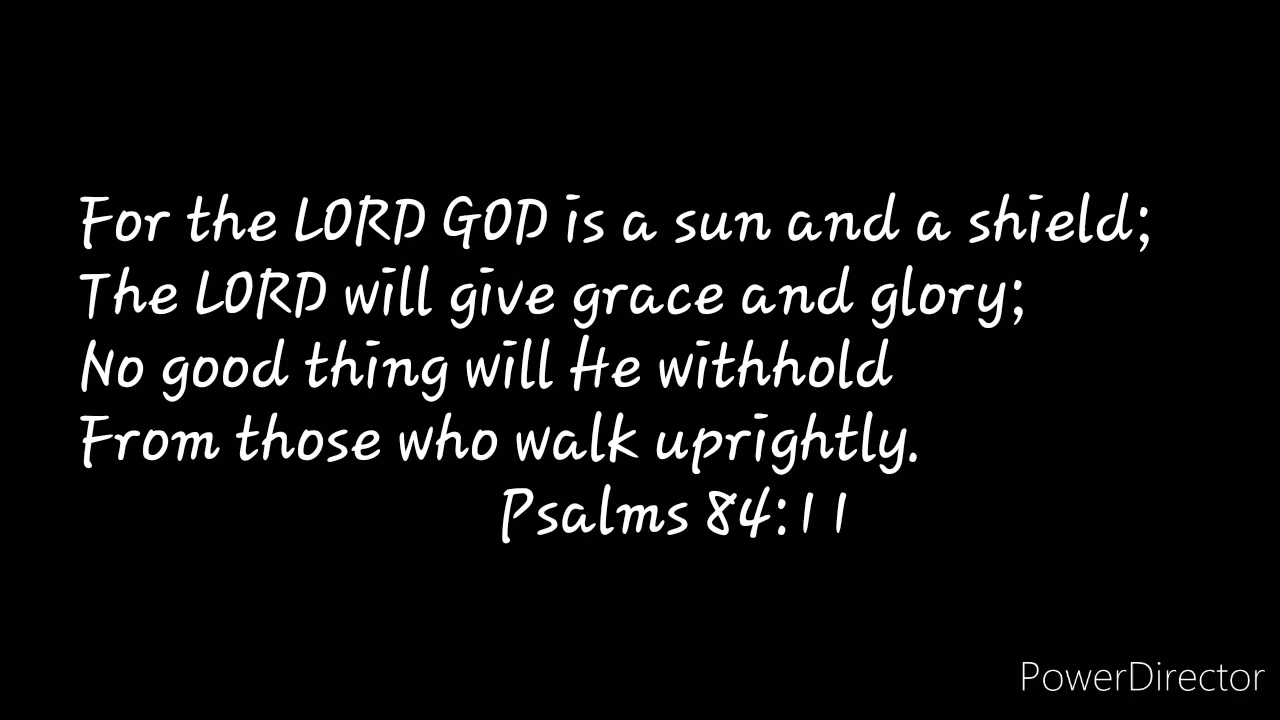 For the LORD GOD is a sun and a shield;
The LORD will give grace and glory;
No good thing will He withhold
From those who walk uprightly.
Psalms 84:11
PowerDirector